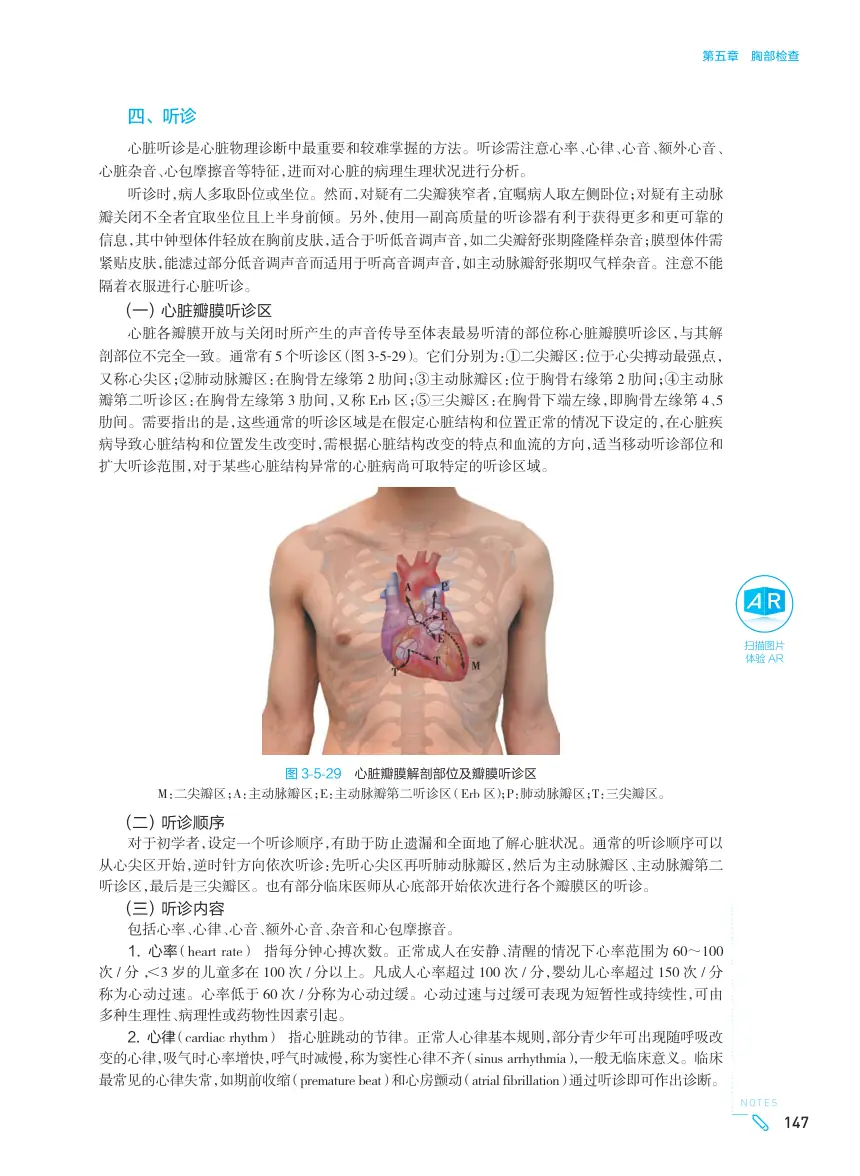 第五章 胸部检查
四、听诊
心脏听诊是心脏物理诊断中最重要和较难掌握的方法。听诊需注意心率、心律、心音、额外心音、
心脏杂音、心包摩擦音等特征,进而对心脏的病理生理状况进行分析。
听诊时,病人多取卧位或坐位。然而,对疑有二尖瓣狭窄者,宜嘱病人取左侧卧位;对疑有主动脉
瓣关闭不全者宜取坐位且上半身前倾。另外,使用一副高质量的听诊器有利于获得更多和更可靠的
信息,其中钟型体件轻放在胸前皮肤,适合于听低音调声音,如二尖瓣舒张期隆隆样杂音;膜型体件需
紧贴皮肤,能滤过部分低音调声音而适用于听高音调声音,如主动脉瓣舒张期叹气样杂音。注意不能
隔着衣服进行心脏听诊。
(一)心脏瓣膜听诊区
心脏各瓣膜开放与关闭时所产生的声音传导至体表最易听清的部位称心脏瓣膜听诊区,与其解
剖部位不完全一致。通常有5个听诊区(图 3-5-29)。它们分别为:①二尖瓣区:位于心尖搏动最强点,
又称心尖区;②肺动脉瓣区:在胸骨左缘第 2 肋间;③主动脉瓣区:位于胸骨右缘第 2 肋间;④主动脉
瓣第二听诊区:在胸骨左缘第 3 肋间,又称 Erb 区;⑤三尖瓣区:在胸骨下端左缘,即胸骨左缘第 4、5
肋间。需要指出的是,这些通常的听诊区域是在假定心脏结构和位置正常的情况下设定的,在心脏疾
病导致心脏结构和位置发生改变时,需根据心脏结构改变的特点和血流的方向,适当移动听诊部位和
扩大听诊范围,对于某些心脏结构异常的心脏病尚可取特定的听诊区域。
A P
E
E
T T M
AR
扫描图片
体验 AR
图 3-5-29 心脏瓣膜解剖部位及瓣膜听诊区
M:二尖瓣区;A:主动脉瓣区;E:主动脉瓣第二听诊区(Erb 区);P:肺动脉瓣区;T:三尖瓣区。
(二)听诊顺序
对于初学者,设定一个听诊顺序,有助于防止遗漏和全面地了解心脏状况。通常的听诊顺序可以
从心尖区开始,逆时针方向依次听诊:先听心尖区再听肺动脉瓣区,然后为主动脉瓣区、主动脉瓣第二
听诊区,最后是三尖瓣区。也有部分临床医师从心底部开始依次进行各个瓣膜区的听诊。
(三)听诊内容
包括心率、心律、心音、额外心音、杂音和心包摩擦音。
1. 心率(heart rate) 指每分钟心搏次数。正常成人在安静、清醒的情况下心率范围为 60～100
次 / 分,<3 岁的儿童多在 100 次 / 分以上。凡成人心率超过 100 次 / 分,婴幼儿心率超过 150 次 / 分
称为心动过速。心率低于 60 次 / 分称为心动过缓。心动过速与过缓可表现为短暂性或持续性,可由
多种生理性、病理性或药物性因素引起。
2. 心律(cardiac rhythm) 指心脏跳动的节律。正常人心律基本规则,部分青少年可出现随呼吸改
变的心律,吸气时心率增快,呼气时减慢,称为窦性心律不齐(sinus arrhythmia),一般无临床意义。临床
最常见的心律失常,如期前收缩(premature beat)和心房颤动(atrial fibrillation)通过听诊即可作出诊断。
NOTES
147